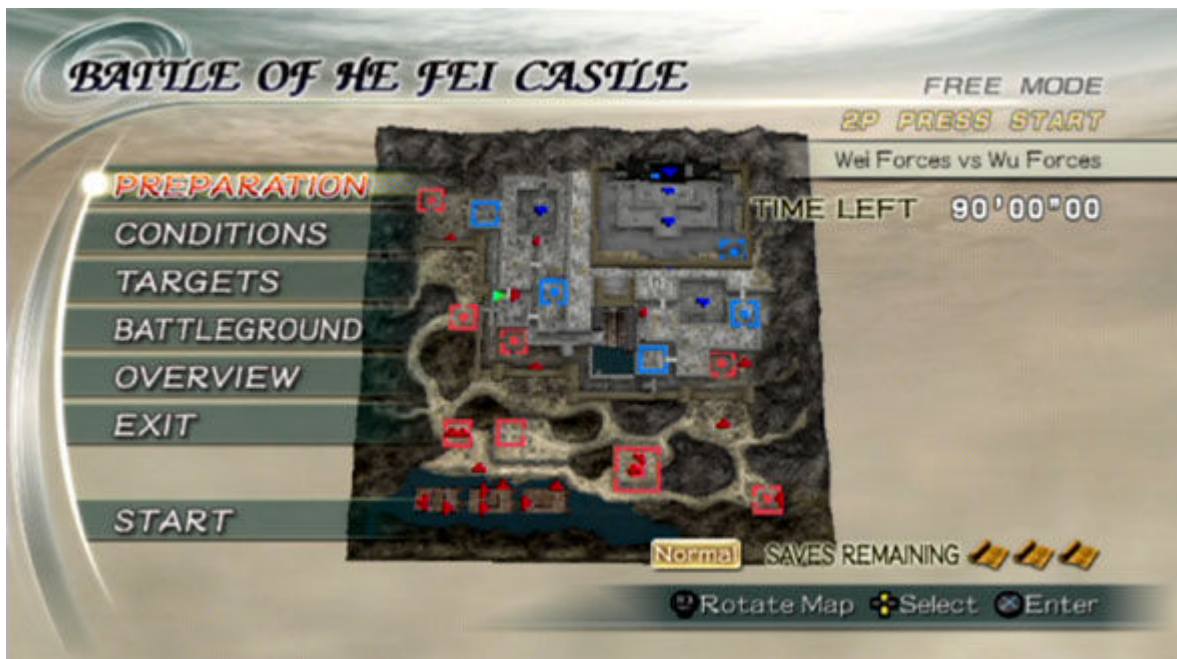 BATTLE OF HE FEI CASTLE
FREE MODE
2P PRESS START
Wei Forces vs Wu Forces
TIME LEFT 90'00"00
PREPARATION
CONDITIONS
TARGETS
BATTLEGROUND
OVERVIEW
EXIT
START
Normal SAVES REMAINING
Rotate Map Select Enter